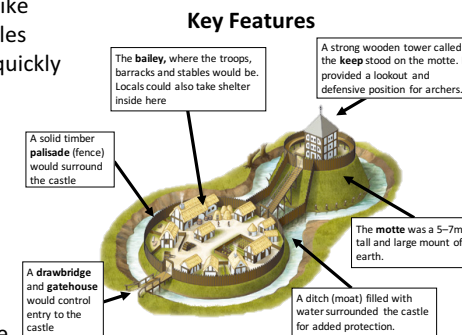 ike
les
quickly
Key Features
The bailey, where the troops,
barracks and stables would be.
Locals could also take shelter
inside here
A strong wooden tower called
the keep stood on the motte.
provided a lookout and
defensive position for archers.
A solid timber
palisade (fence)
would surround
the castle
The motte was a 5–7m
tall and large mount of
earth.
A drawbridge
and gatehouse
would control
entry to the
castle
A ditch (moat) filled with
water surrounded the castle
for added protection.